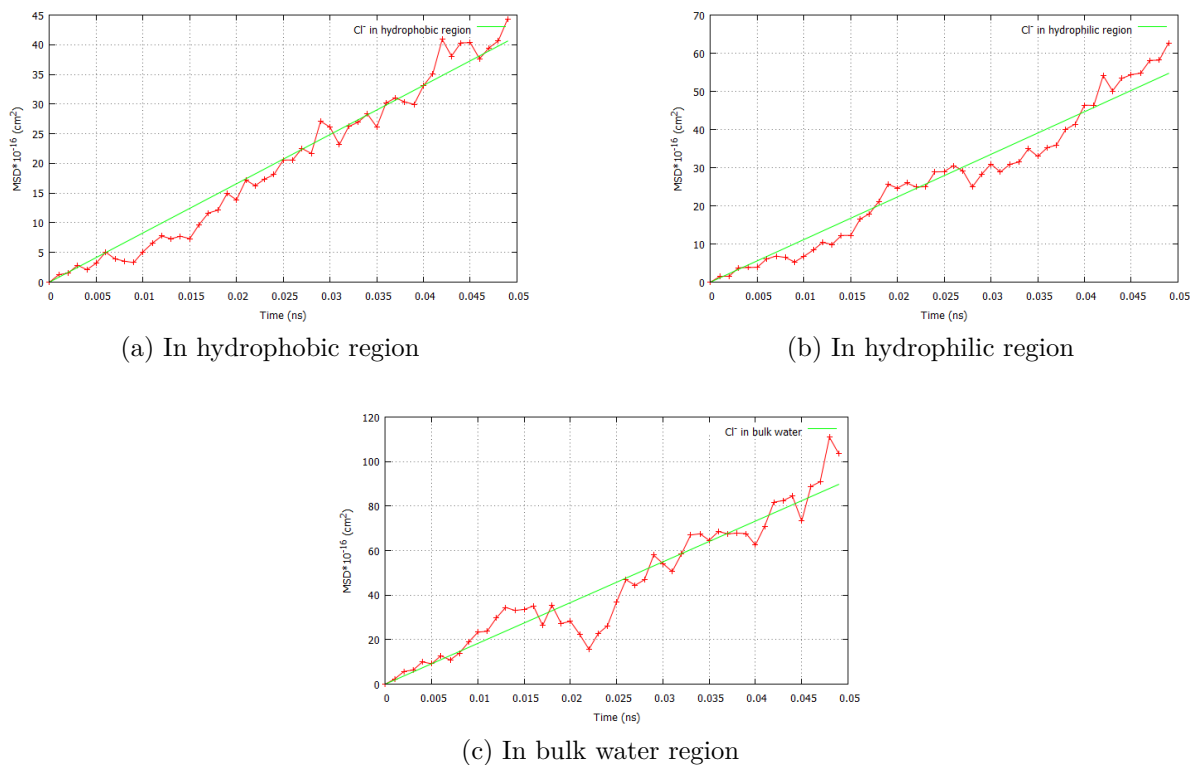 45
40
35
30
25
20
15
10
5
0
MSD*10⁻¹⁶ (cm²)
Cl⁻ in hydrophobic region
0 0.005 0.01 0.015 0.02 0.025 0.03 0.035 0.04 0.045 0.05
Time (ns)
(a) In hydrophobic region
70
60
50
40
30
20
10
0
MSD*10⁻¹⁶ (cm²)
Cl⁻ in hydrophilic region
0 0.005 0.01 0.015 0.02 0.025 0.03 0.035 0.04 0.045 0.05
Time (ns)
(b) In hydrophilic region
120
100
80
60
40
20
0
MSD*10⁻¹⁶ (cm²)
Cl⁻ in bulk water
0 0.005 0.01 0.015 0.02 0.025 0.03 0.035 0.04 0.045 0.05
Time (ns)
(c) In bulk water region